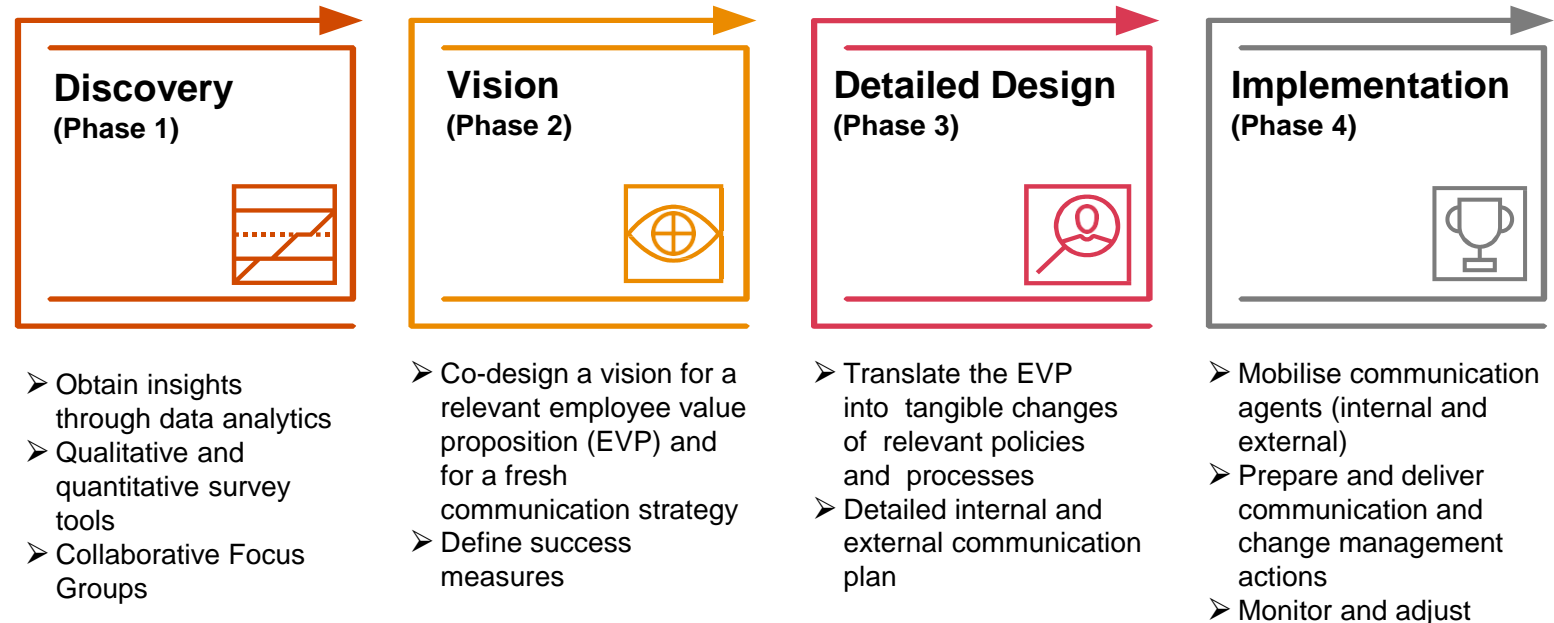 Discovery
(Phase 1)
➢ Obtain insights
through data analytics
➢ Qualitative and
quantitative survey
tools
➢ Collaborative Focus
Groups
Vision
(Phase 2)
➢ Co-design a vision for a
relevant employee value
proposition (EVP) and
for a fresh
communication strategy
➢ Define success
measures
Detailed Design
(Phase 3)
➢ Translate the EVP
into tangible changes
of relevant policies
and processes
➢ Detailed internal and
external communication
plan
Implementation
(Phase 4)
➢ Mobilise communication
agents (internal and
external)
➢ Prepare and deliver
communication and
change management
actions
➢ Monitor and adjust